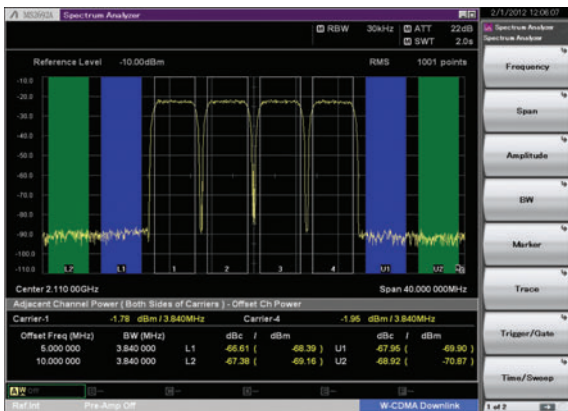 MS2692A Spectrum Analyzer
2/1/2012 12:06:07
RBW 30kHz ATT 22dB
SWT 2.0s
Spectrum Analyzer
Spectrum Analyzer
Reference Level -10.00dBm RMS 1001 points
-10.0
-20.0
-30.0
-40.0
-50.0
-60.0
-70.0
-80.0
-90.0
-100.0
-110.0
L2 L1 1 2 3 4 U1 U2
Center 2.110 00GHz Span 40.000 000MHz
Adjacent Channel Power ( Both Sides of Carriers ) - Offset Ch Power
Carrier-1 -1.78 dBm / 3.840MHz Carrier-4 -1.95 dBm / 3.840MHz
Offset Freq (MHz) BW (MHz) dBc / dBm dBc / dBm
5.000 000 3.840 000 L1 -66.61 ( -68.39 ) U1 -67.95 ( -69.90 )
10.000 000 3.840 000 L2 -67.38 ( -69.16 ) U2 -68.92 ( -70.87 )
Ref.Int Pre-Amp Off W-CDMA Downlink
Frequency
Span
Amplitude
BW
Marker
Trace
Trigger/Gate
Time/Sweep
1 of 2